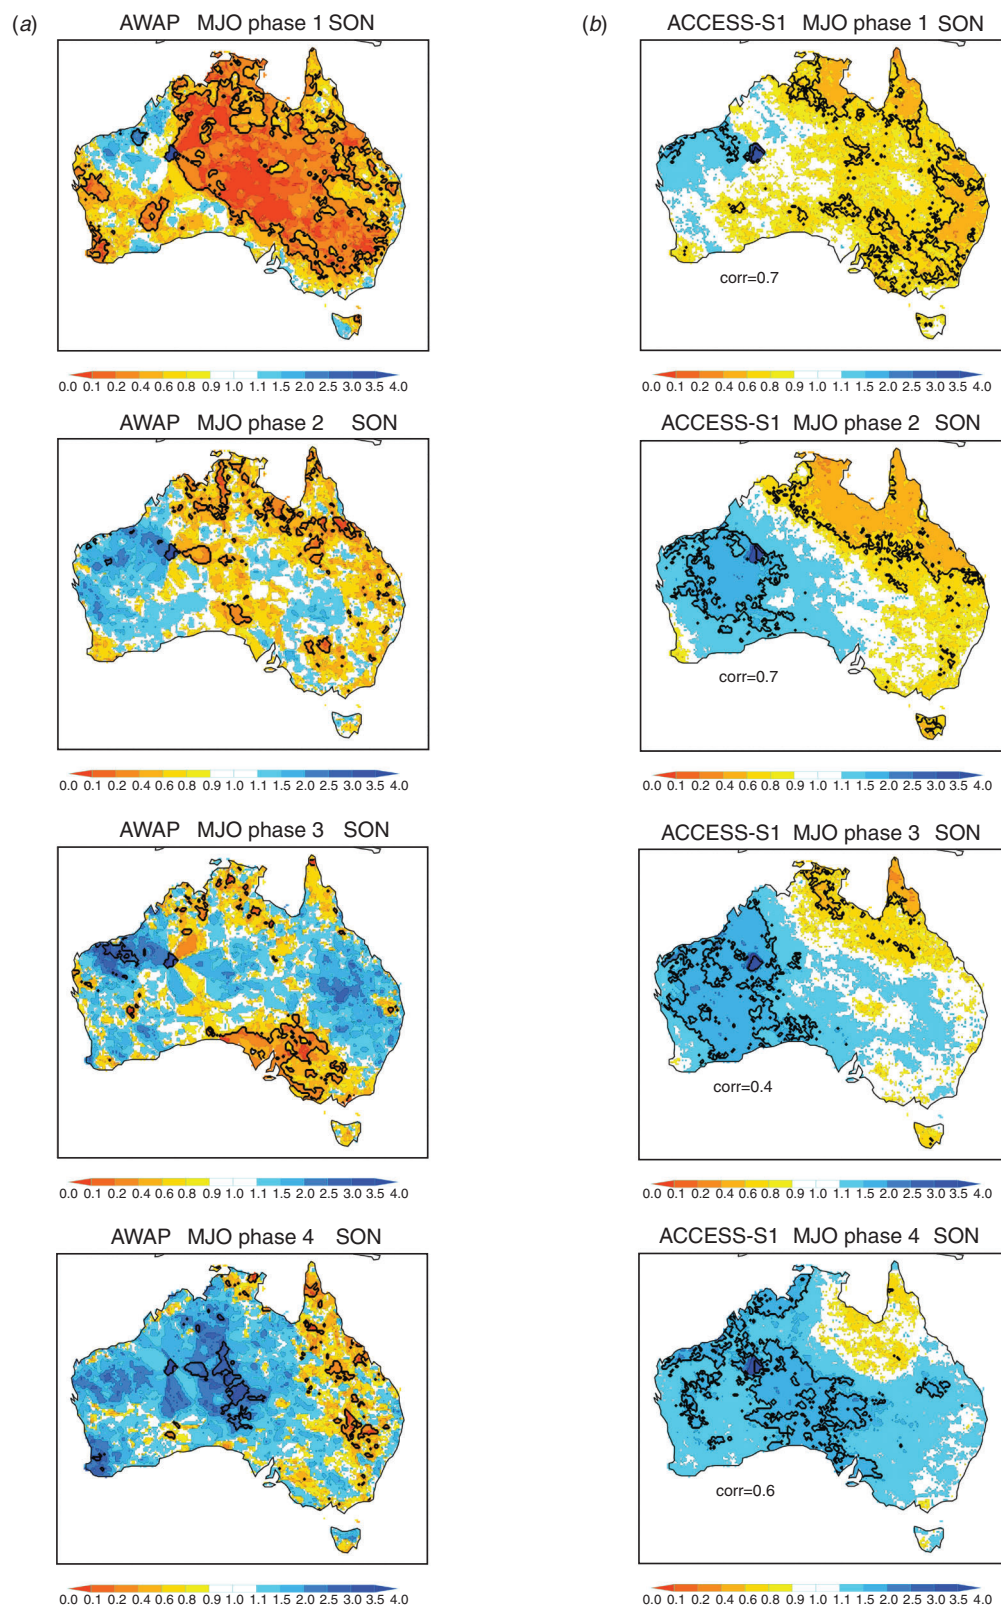 (a) AWAP MJO phase 1 SON
(b) ACCESS-S1 MJO phase 1 SON
corr=0.7
0.0 0.1 0.2 0.4 0.6 0.8 0.9 1.0 1.1 1.5 2.0 2.5 3.0 3.5 4.0
0.0 0.1 0.2 0.4 0.6 0.8 0.9 1.0 1.1 1.5 2.0 2.5 3.0 3.5 4.0
AWAP MJO phase 2 SON
ACCESS-S1 MJO phase 2 SON
corr=0.7
0.0 0.1 0.2 0.4 0.6 0.8 0.9 1.0 1.1 1.5 2.0 2.5 3.0 3.5 4.0
0.0 0.1 0.2 0.4 0.6 0.8 0.9 1.0 1.1 1.5 2.0 2.5 3.0 3.5 4.0
AWAP MJO phase 3 SON
ACCESS-S1 MJO phase 3 SON
corr=0.4
0.0 0.1 0.2 0.4 0.6 0.8 0.9 1.0 1.1 1.5 2.0 2.5 3.0 3.5 4.0
0.0 0.1 0.2 0.4 0.6 0.9 1.0 1.1 1.5 2.0 2.5 3.0 3.5 4.0
AWAP MJO phase 4 SON
ACCESS-S1 MJO phase 4 SON
corr=0.6
0.0 0.1 0.2 0.4 0.6 0.8 0.9 1.0 1.1 1.5 2.0 2.5 3.0 3.5 4.0
0.0 0.1 0.2 0.4 0.6 0.8 0.9 1.0 1.1 1.5 2.0 2.5 3.0 3.5 4.0